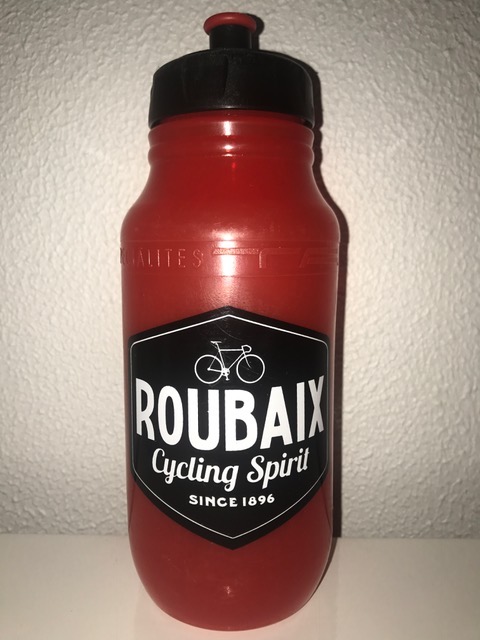 ROUBAIX
Cycling Spirit
SINCE 1896